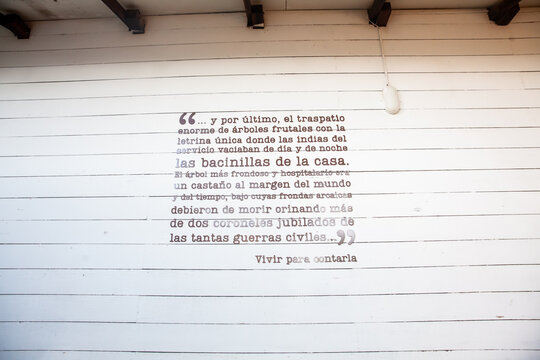 “... y por último, el traspatio
enorme de árboles frutales con la
letrina única donde las indias del
servicio vaciaban de día y de noche
las bacinillas de la casa.
El árbol más frondoso y hospitalario era
un castaño al margen del mundo
y del tiempo, bajo cuyas frondas arcaicas
debieron de morir orinando más
de dos coroneles jubilados de
las tantas guerras civiles...”
Vivir para contarla